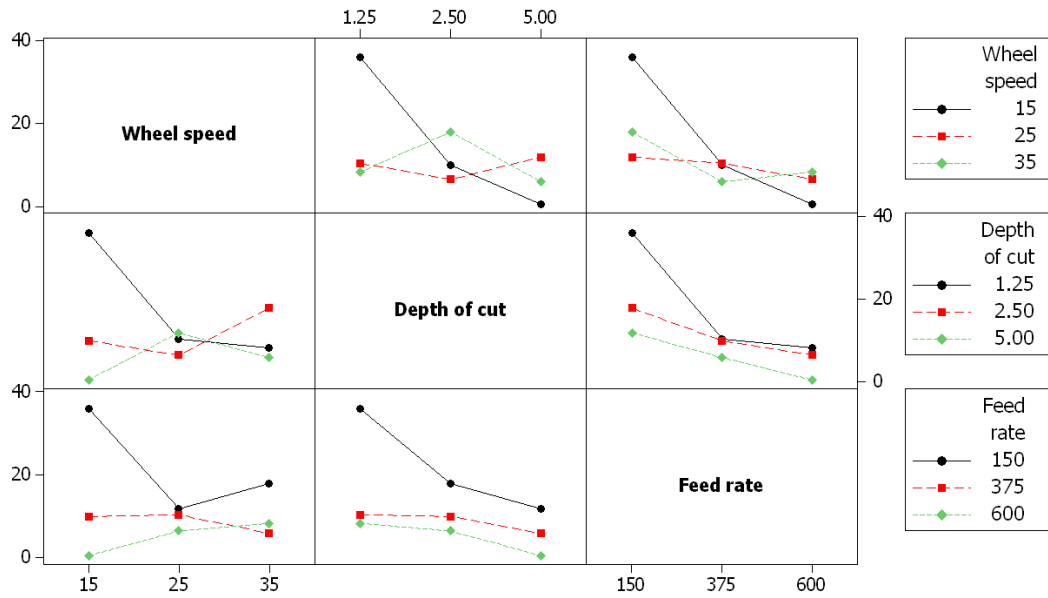 1.25 2.50 5.00
40
20
0
Wheel speed
Wheel
speed
15
25
35
Depth of cut
40
20
0
Depth
of cut
1.25
2.50
5.00
40
20
0
Feed rate
Feed
rate
150
375
600
15 25 35 150 375 600